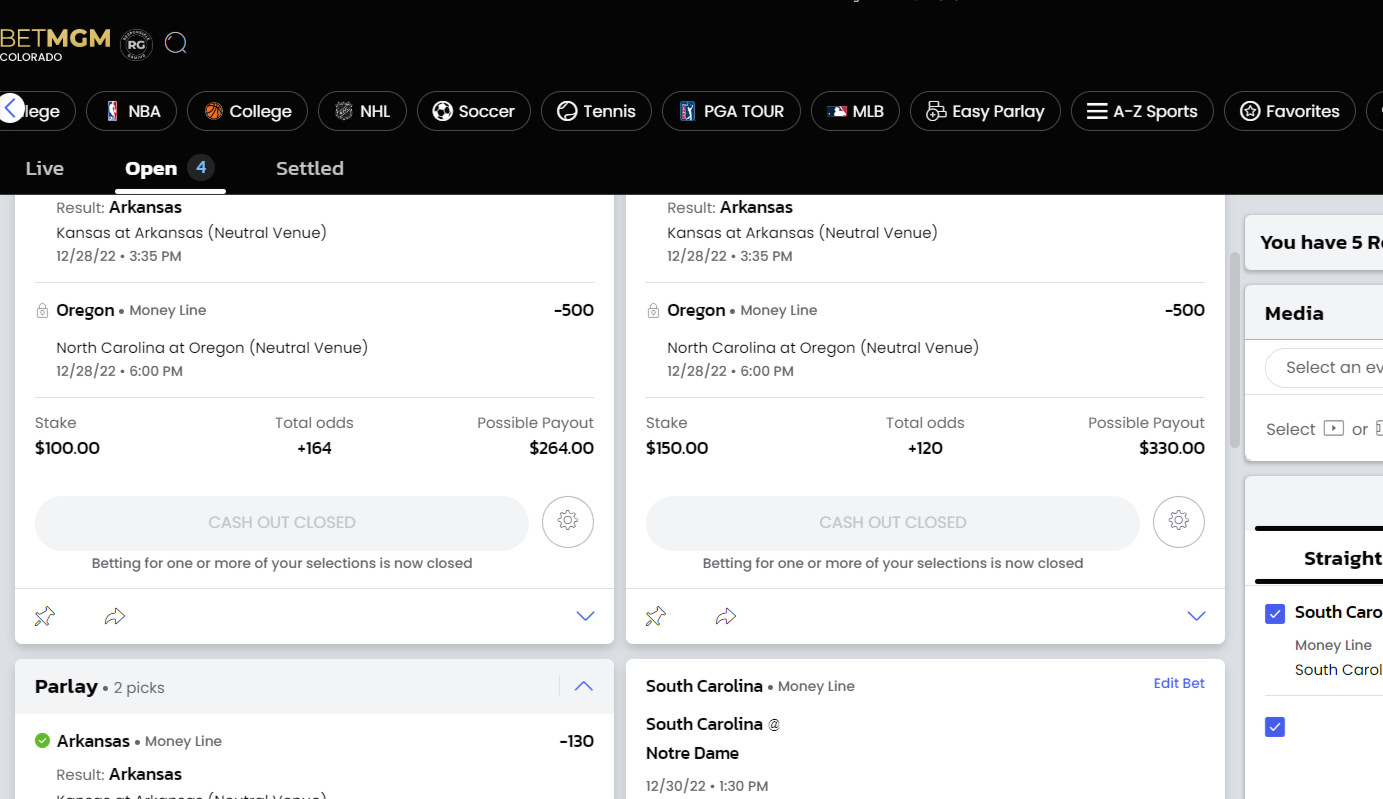 BETMGM
COLORADO
RESPONSIBLE
RG
GAMING
llege
NBA
College
NHL
Soccer
Tennis
PGA TOUR
MLB
Easy Parlay
A-Z Sports
Favorites
Live
Open 4
Settled
Result: Arkansas
Kansas at Arkansas (Neutral Venue)
12/28/22 • 3:35 PM
Oregon • Money Line -500
North Carolina at Oregon (Neutral Venue)
12/28/22 • 6:00 PM
Stake Total odds Possible Payout
$100.00 +164 $264.00
CASH OUT CLOSED
Betting for one or more of your selections is now closed
Result: Arkansas
Kansas at Arkansas (Neutral Venue)
12/28/22 • 3:35 PM
Oregon • Money Line -500
North Carolina at Oregon (Neutral Venue)
12/28/22 • 6:00 PM
Stake Total odds Possible Payout
$150.00 +120 $330.00
CASH OUT CLOSED
Betting for one or more of your selections is now closed
Parlay • 2 picks
Arkansas • Money Line -130
Result: Arkansas
Kansas at Arkansas (Neutral Venue)
South Carolina • Money Line Edit Bet
South Carolina @
Notre Dame
12/30/22 • 1:30 PM
You have 5 R
Media
Select an ev
Select or
Straight
South Caro
Money Line
South Carol